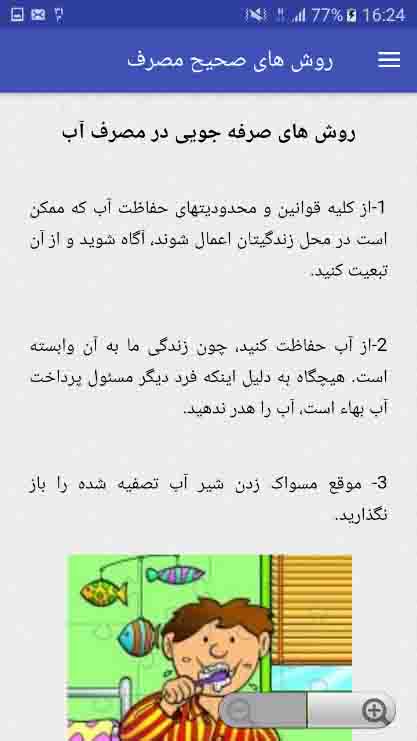 77% 16:24
روش های صحیح مصرف
روش های صرفه جویی در مصرف آب
1-از کلیه قوانین و محدودیتهای حفاظت آب که ممکن
است در محل زندگیتان اعمال شوند، آگاه شوید و از آن
تبعیت کنید.
2-از آب حفاظت کنید، چون زندگی ما به آن وابسته
است. هیچگاه به دلیل اینکه فرد دیگر مسئول پرداخت
آب بهاء است، آب را هدر ندهید.
3- موقع مسواک زدن شیر آب تصفیه شده را باز
نگذارید.